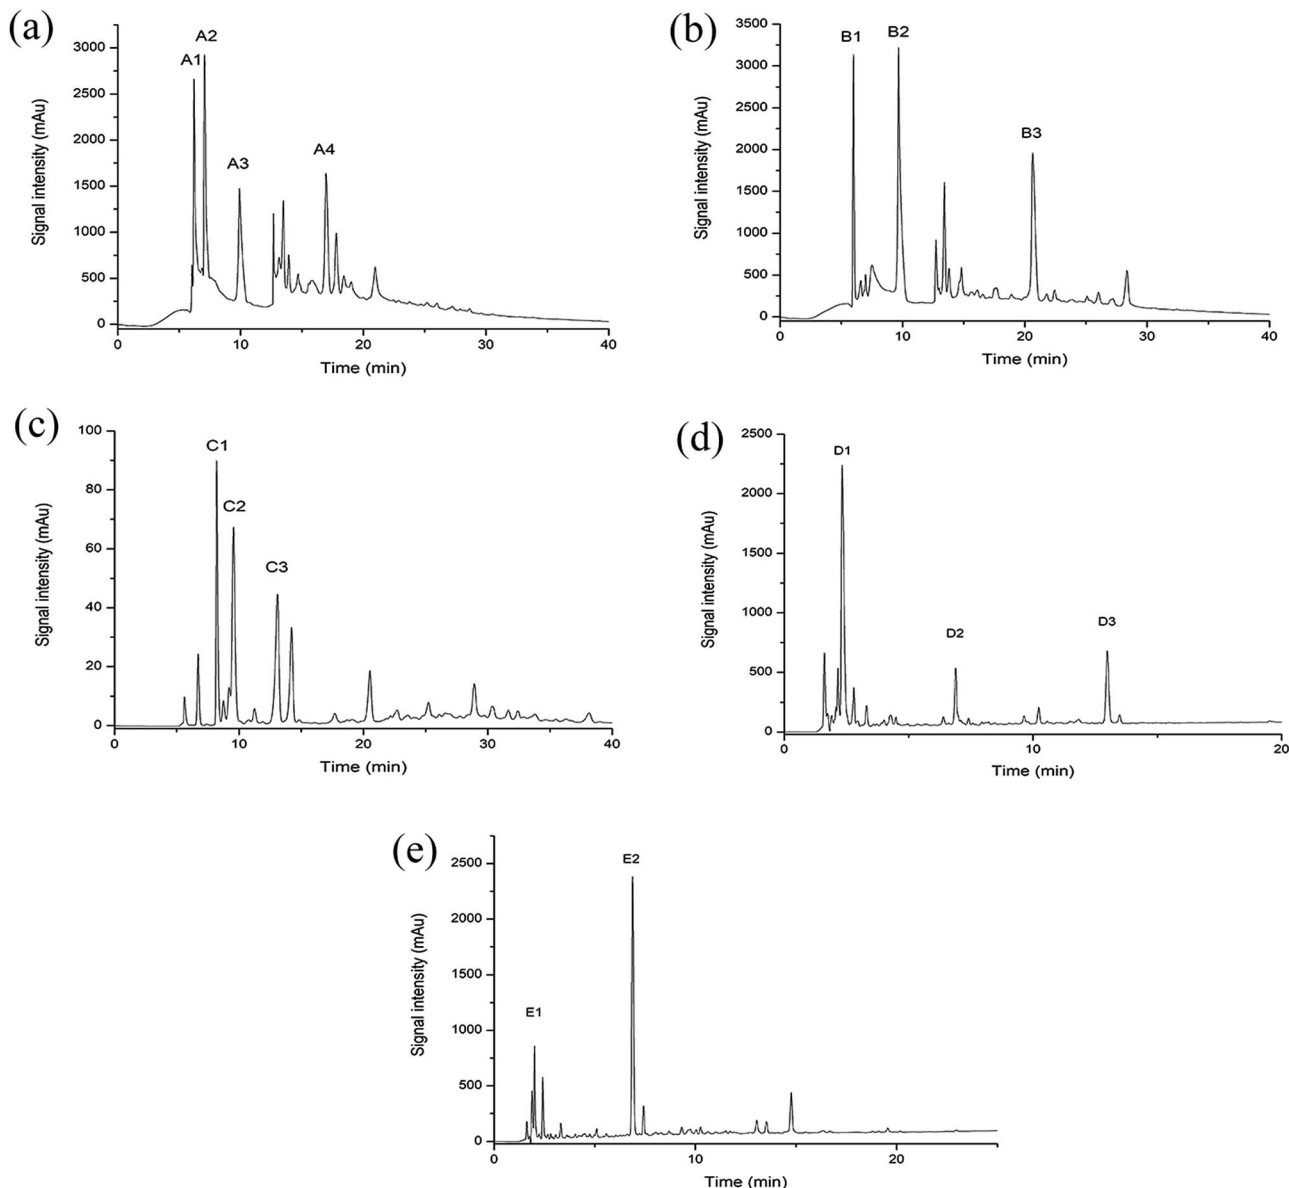 (a)
A1
A2
A3
A4
3000
2500
2000
1500
1000
500
0
Signal intensity (mAu)
0
10
20
30
40
Time (min)
(b)
B1
B2
B3
3500
3000
2500
2000
1500
1000
500
0
Signal intensity (mAu)
0
10
20
30
40
Time (min)
(c)
C1
C2
C3
100
80
60
40
20
0
Signal intensity (mAu)
0
10
20
30
40
Time (min)
(d)
D1
D2
D3
2500
2000
1500
1000
500
0
Signal intensity (mAu)
0
10
20
Time (min)
(e)
E1
E2
2500
2000
1500
1000
500
0
Signal intensity (mAu)
0
10
20
Time (min)